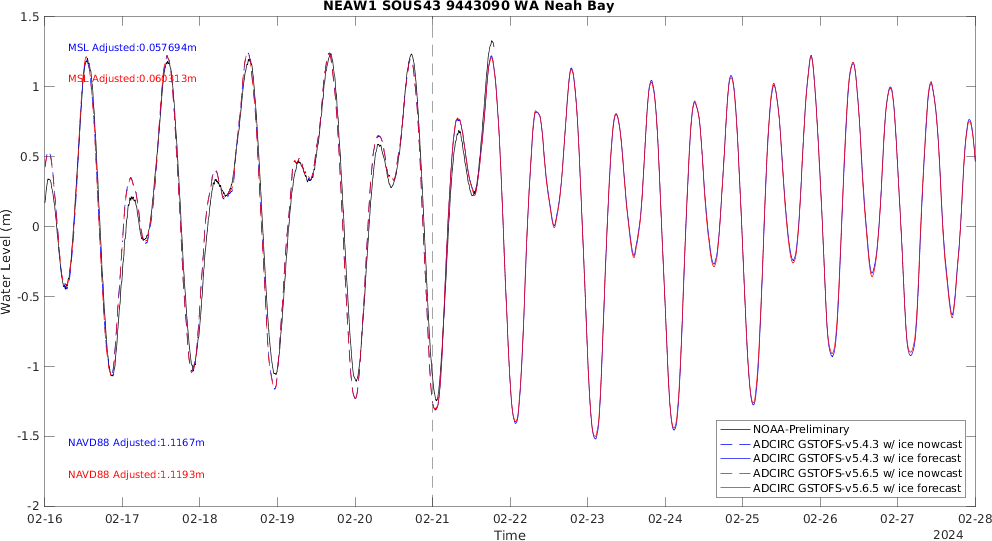 NEAW1 SOUS43 9443090 WA Neah Bay
MSL Adjusted:0.057694m
MSL Adjusted:0.060313m
NAVD88 Adjusted:1.1167m
NAVD88 Adjusted:1.1193m
Water Level (m)
1.5
1
0.5
0
-0.5
-1
-1.5
-2
NOAA-Preliminary
ADCIRC GSTOFS-v5.4.3 w/ ice nowcast
ADCIRC GSTOFS-v5.4.3 w/ ice forecast
ADCIRC GSTOFS-v5.6.5 w/ ice nowcast
ADCIRC GSTOFS-v5.6.5 w/ ice forecast
02-16 02-17 02-18 02-19 02-20 02-21 02-22 02-23 02-24 02-25 02-26 02-27 02-28
Time
2024